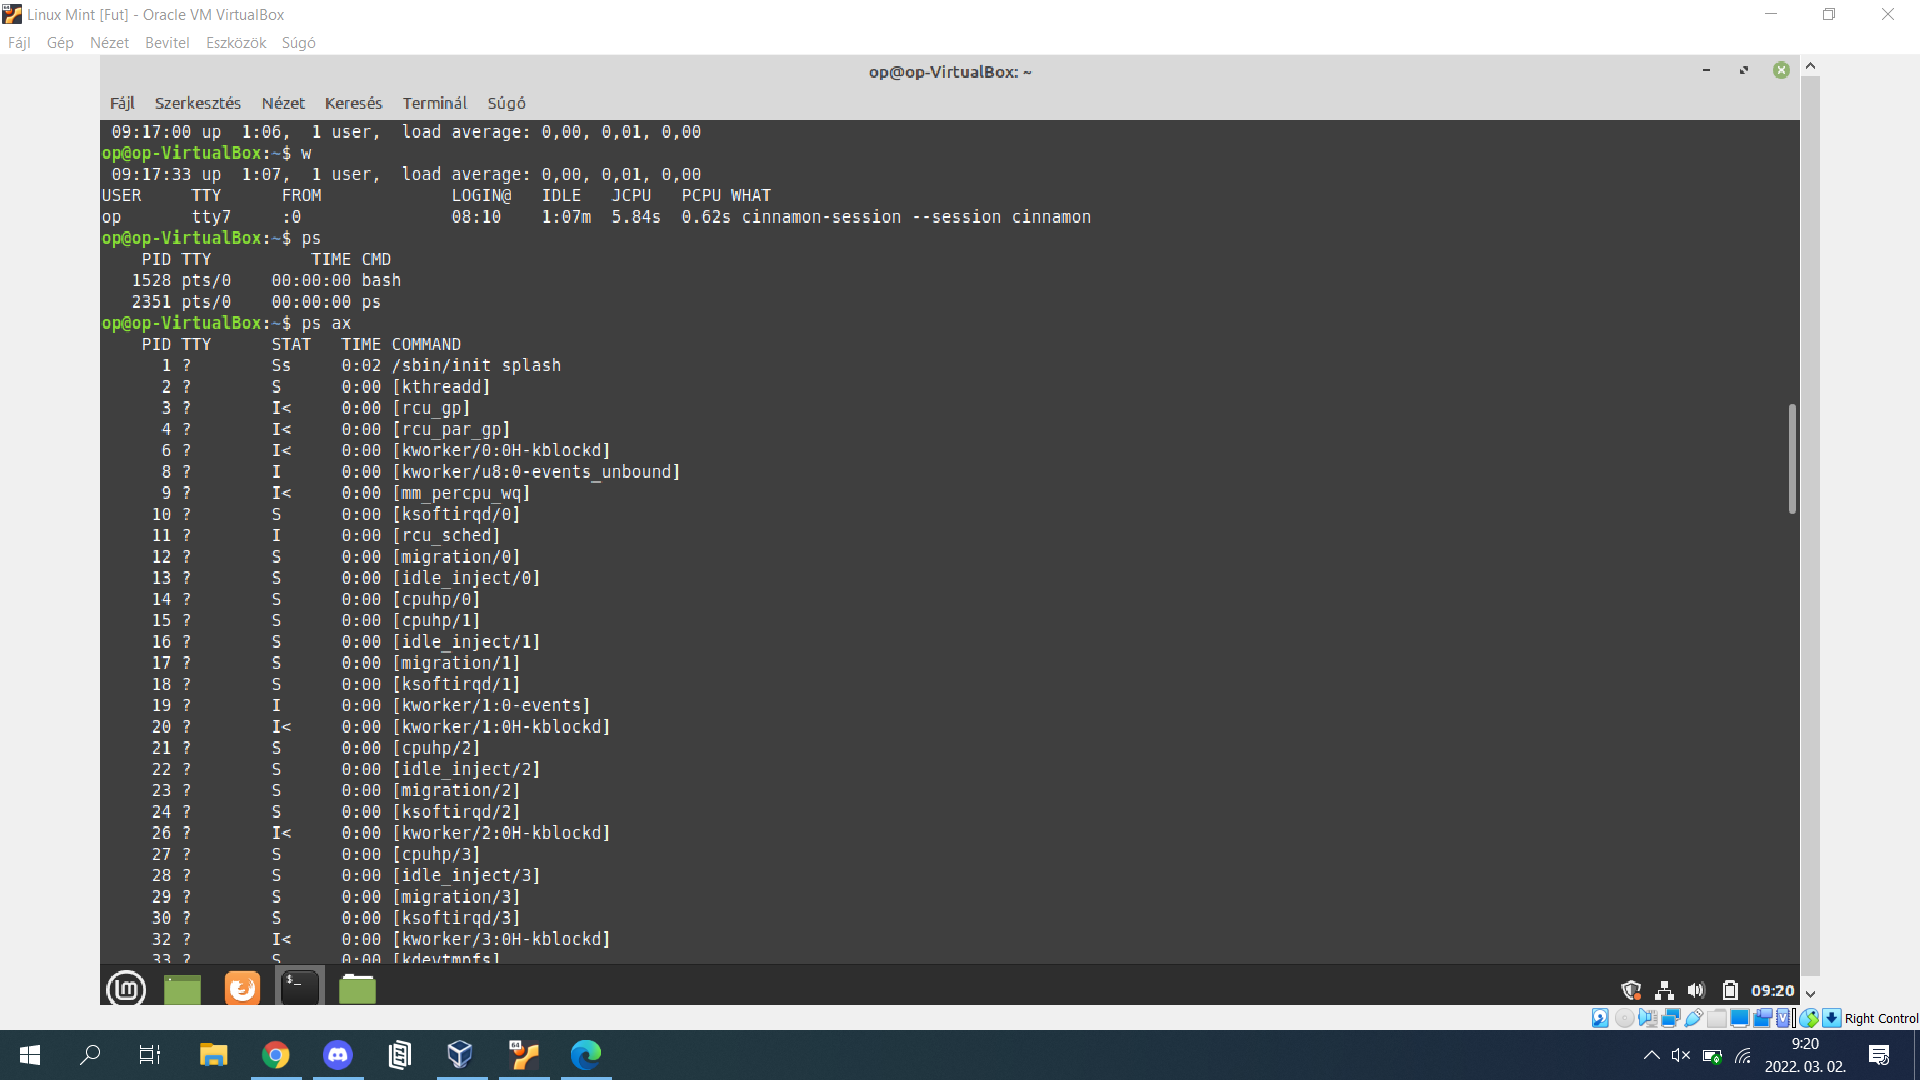 Linux Mint [Fut] - Oracle VM VirtualBox
Fájl Gép Nézet Bevitel Eszközök Súgó
op@op-VirtualBox: ~
Fájl Szerkesztés Nézet Keresés Terminál Súgó
09:17:00 up  1:06,  1 user,  load average: 0,00, 0,01, 0,00
op@op-VirtualBox:~$ w
09:17:33 up  1:07,  1 user,  load average: 0,00, 0,01, 0,00
USER     TTY      FROM             LOGIN@   IDLE   JCPU   PCPU WHAT
op       tty7     :0               08:10    1:07m  5.84s  0.62s cinnamon-session --session cinnamon
op@op-VirtualBox:~$ ps
PID TTY          TIME CMD
1528 pts/0    00:00:00 bash
2351 pts/0    00:00:00 ps
op@op-VirtualBox:~$ ps ax
PID TTY      STAT   TIME COMMAND
1 ?        Ss     0:02 /sbin/init splash
2 ?        S      0:00 [kthreadd]
3 ?        I<     0:00 [rcu_gp]
4 ?        I<     0:00 [rcu_par_gp]
6 ?        I<     0:00 [kworker/0:0H-kblockd]
8 ?        I      0:00 [kworker/u8:0-events_unbound]
9 ?        I<     0:00 [mm_percpu_wq]
10 ?        S      0:00 [ksoftirqd/0]
11 ?        I      0:00 [rcu_sched]
12 ?        S      0:00 [migration/0]
13 ?        S      0:00 [idle_inject/0]
14 ?        S      0:00 [cpuhp/0]
15 ?        S      0:00 [cpuhp/1]
16 ?        S      0:00 [idle_inject/1]
17 ?        S      0:00 [migration/1]
18 ?        S      0:00 [ksoftirqd/1]
19 ?        I      0:00 [kworker/1:0-events]
20 ?        I<     0:00 [kworker/1:0H-kblockd]
21 ?        S      0:00 [cpuhp/2]
22 ?        S      0:00 [idle_inject/2]
23 ?        S      0:00 [migration/2]
24 ?        S      0:00 [ksoftirqd/2]
26 ?        I<     0:00 [kworker/2:0H-kblockd]
27 ?        S      0:00 [cpuhp/3]
28 ?        S      0:00 [idle_inject/3]
29 ?        S      0:00 [migration/3]
30 ?        S      0:00 [ksoftirqd/3]
32 ?        I<     0:00 [kworker/3:0H-kblockd]
33 ?        S      0:00 [kdevtmpfs]
09:20
Right Control
9:20
2022. 03. 02.